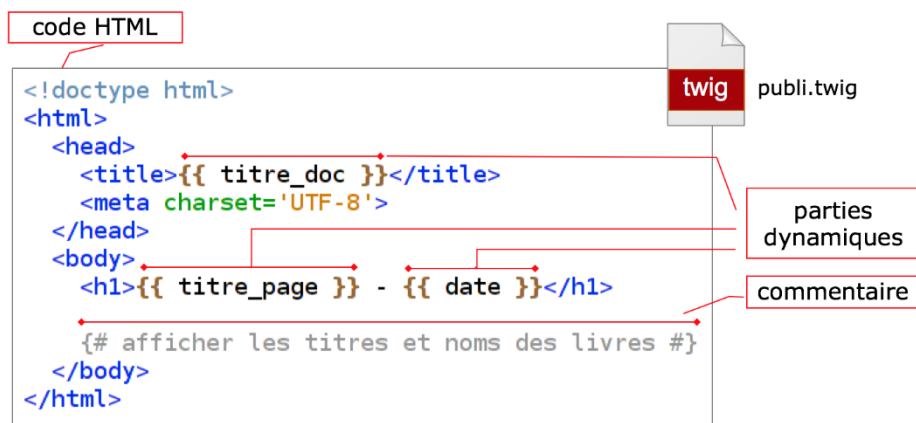 code HTML
twig
publi.twig
<!doctype html>
<html>
<head>
<title>{{ titre_doc }}</title>
<meta charset='UTF-8'>
</head>
<body>
<h1>{{ titre_page }} - {{ date }}</h1>
{# afficher les titres et noms des livres #}
</body>
</html>
parties
dynamiques
commentaire